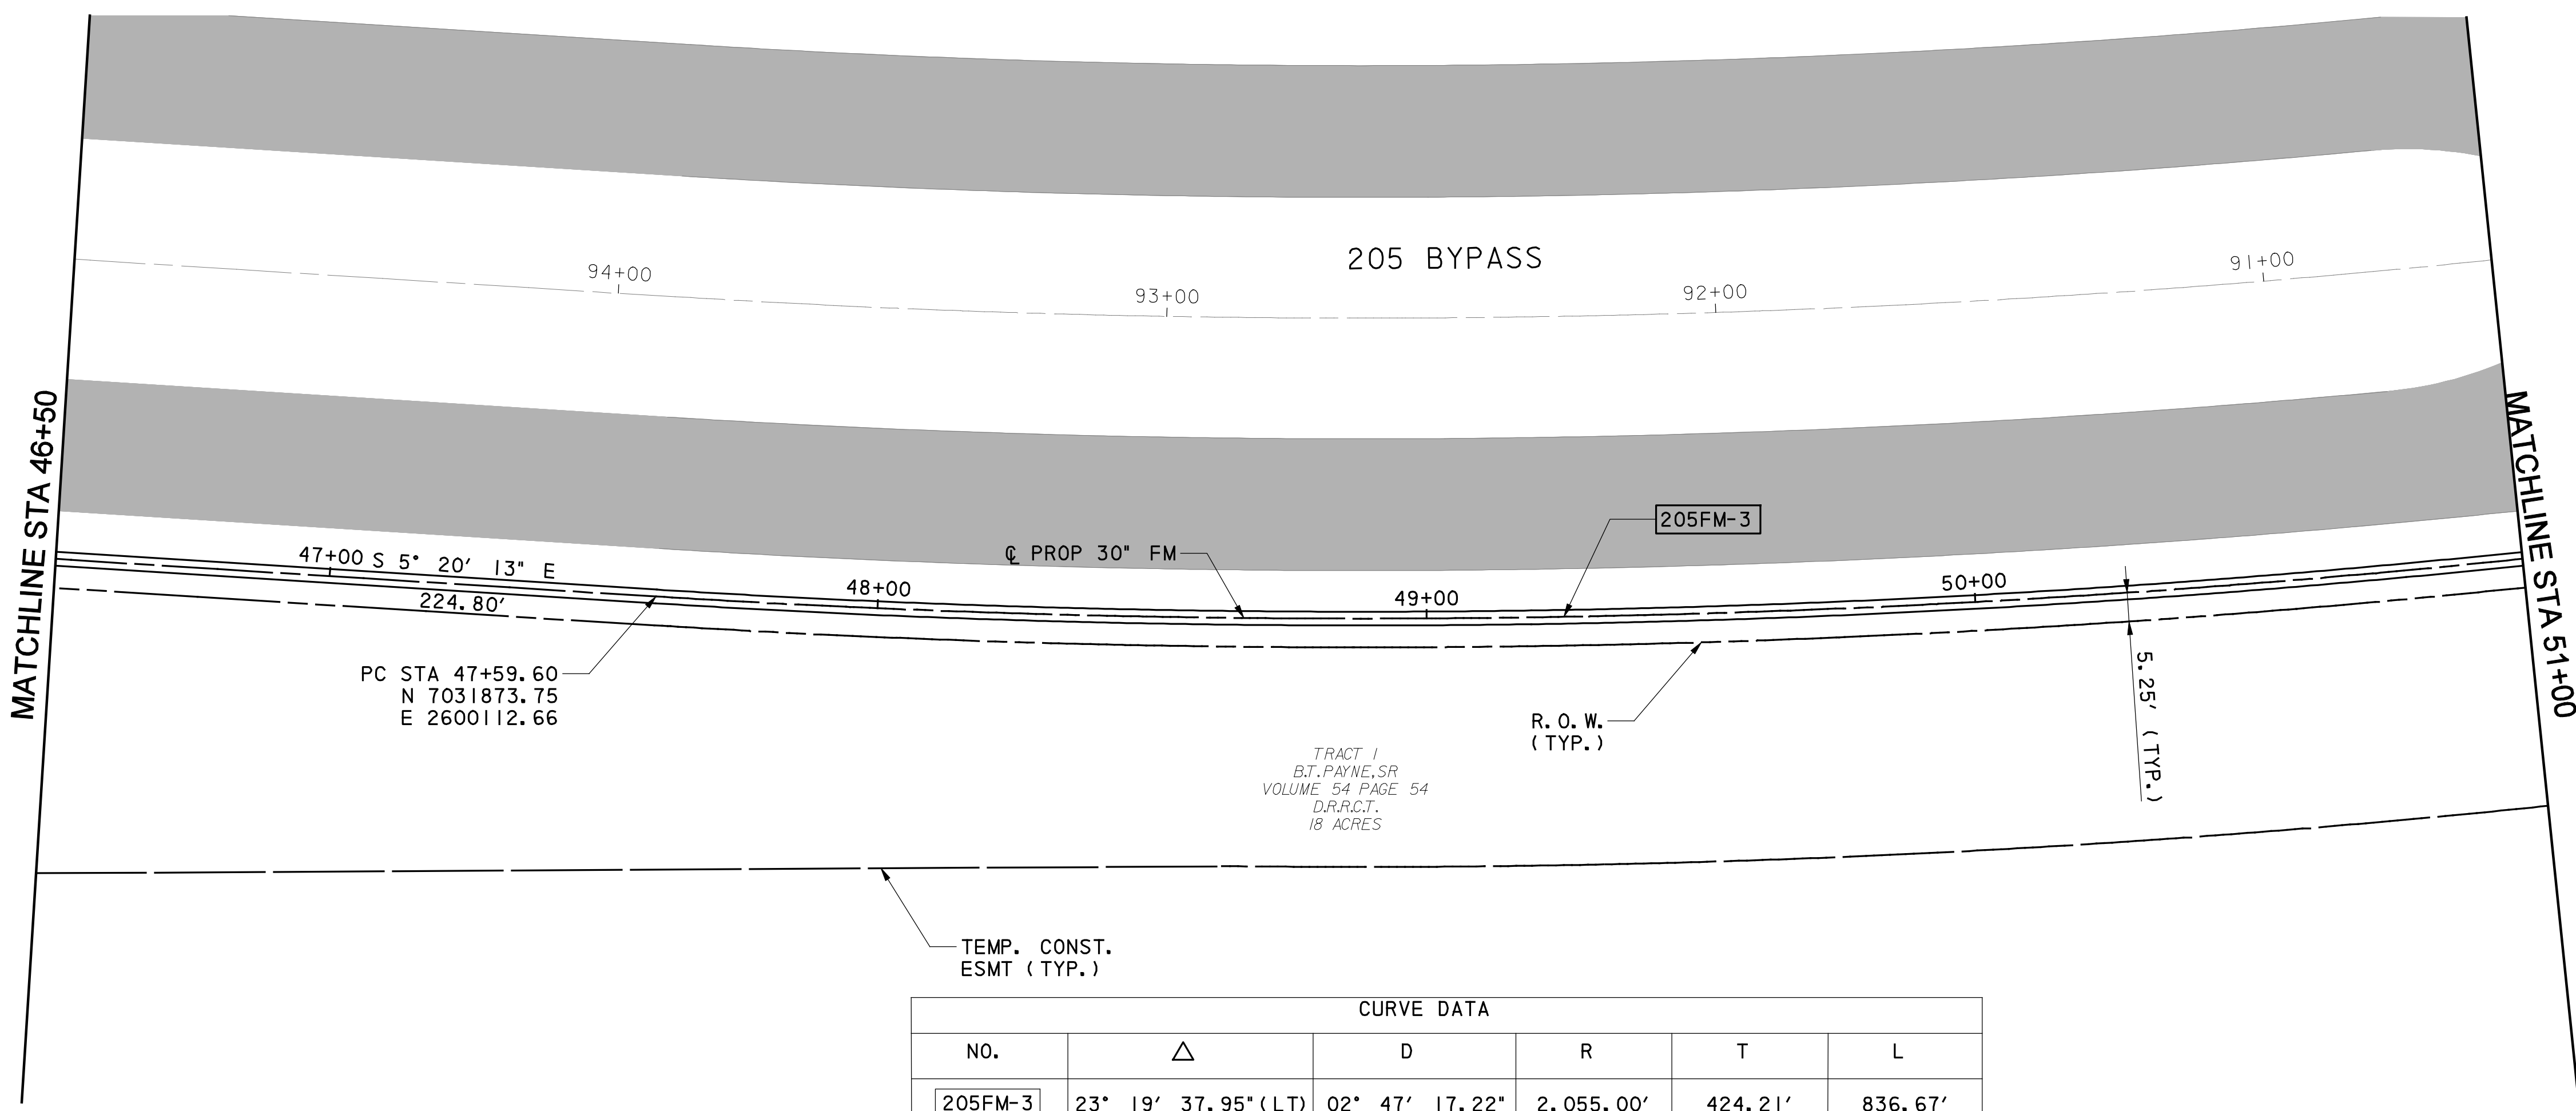 205 BYPASS
94+00
93+00
92+00
91+00
MATCHLINE STA 46+50
MATCHLINE STA 51+00
47+00
S 5° 20' 13" E
224.80'
48+00
℄ PROP 30" FM
49+00
205FM-3
50+00
PC STA 47+59.60
N 7031873.75
E 2600112.66
R.O.W.
(TYP.)
5.25' (TYP.)
TRACT 1
B.T.PAYNE,SR
VOLUME 54 PAGE 54
D.R.R.C.T.
18 ACRES
TEMP. CONST.
ESMT (TYP.)
CURVE DATA
NO. △ D R T L
205FM-3 23° 19' 37.95"(LT) 02° 47' 17.22" 2,055.00' 424.21' 836.67'